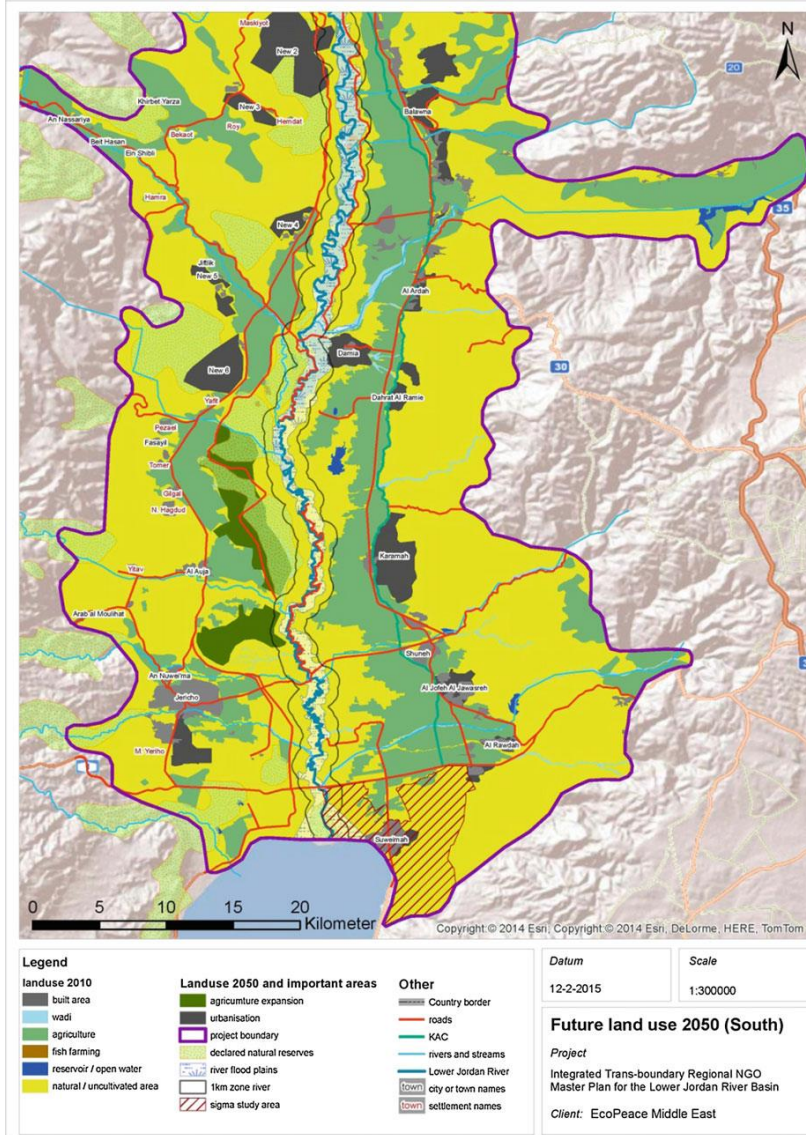 Maskiyot
N
New 2
20
Khirbet Yarza
New 3
An Nassariya
Roy
Hemdat
Balawna
Bekaot
Beit Hasan
Ein Shibli
Hamra
35
New 4
Jiftlik
New 5
Al Ardah
Damia
30
New 6
Dahrat Al Ramie
Yafit
Pezael
Fasayil
Tomer
Gilgal
N. Hagdud
Karamah
Yitav
Al Auja
Arab al Moulihat
Shuneh
An Nuwei'ma
Jericho
Al Jofeh Al Jawasreh
M. Yeriho
Al Rawdah
Suweimah
0 5 10 15 20
Kilometer
Copyright:© 2014 Esri, Copyright:© 2014 Esri, DeLorme, HERE, TomTom
Legend
landuse 2010
built area
wadi
agriculture
fish farming
reservoir / open water
natural / uncultivated area
Landuse 2050 and important areas
agricumture expansion
urbanisation
project boundary
declared natural reserves
river flood plains
1km zone river
sigma study area
Other
Country border
roads
KAC
rivers and streams
Lower Jordan River
town city or town names
town settlement names
Datum
12-2-2015
Scale
1:300000
Future land use 2050 (South)
Project
Integrated Trans-boundary Regional NGO
Master Plan for the Lower Jordan River Basin
Client: EcoPeace Middle East